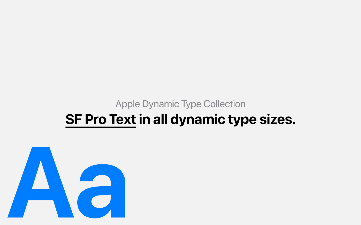 Apple Dynamic Type Collection
SF Pro Text in all dynamic type sizes.
Aa